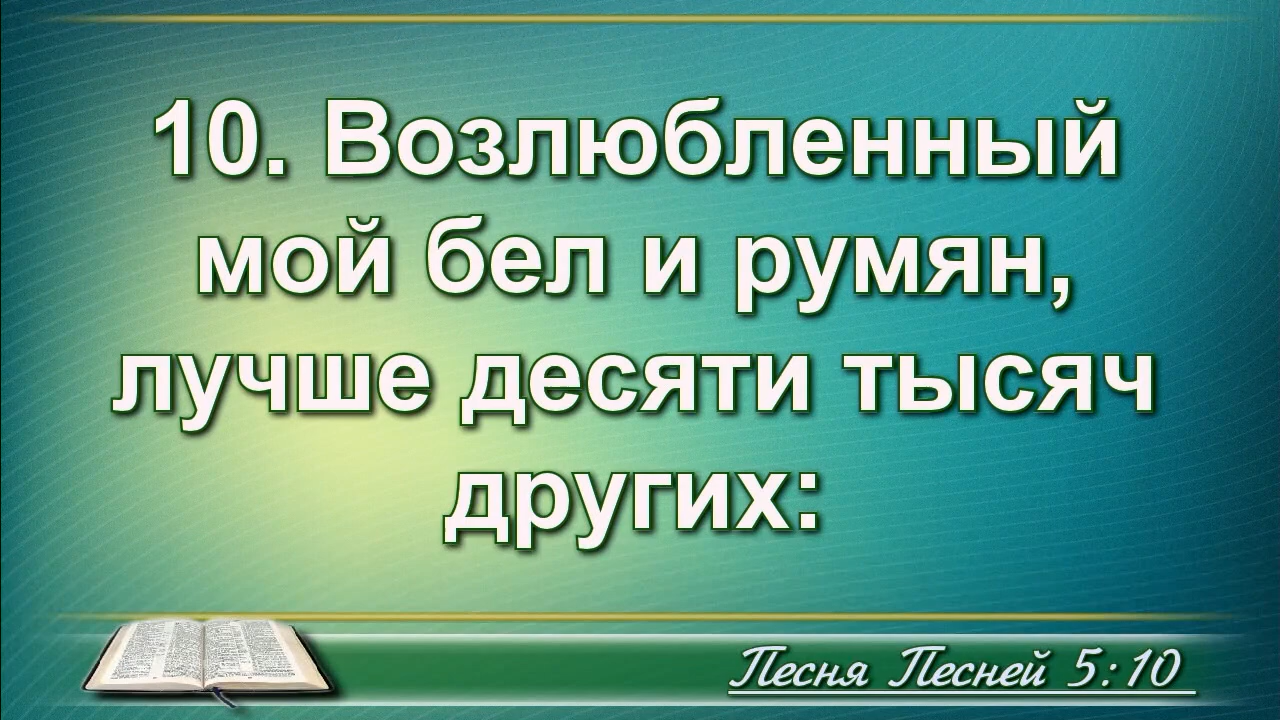 10. Возлюбленный
мой бел и румян,
лучше десяти тысяч
других:
Песня Песней 5:10